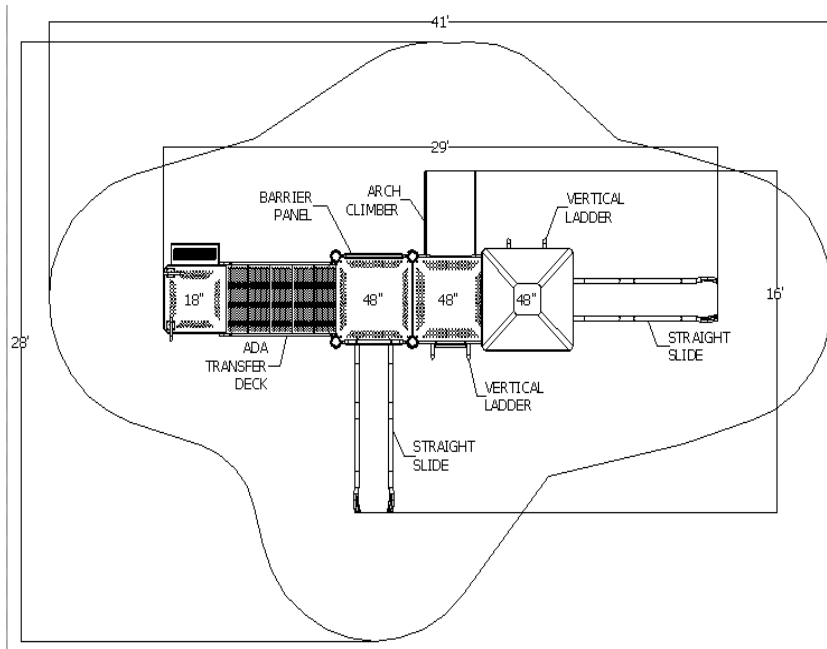 41'
29'
BARRIER
PANEL
ARCH
CLIMBER
VERTICAL
LADDER
18"
48"
48"
48"
16'
28'
STRAIGHT
SLIDE
ADA
TRANSFER
DECK
VERTICAL
LADDER
STRAIGHT
SLIDE